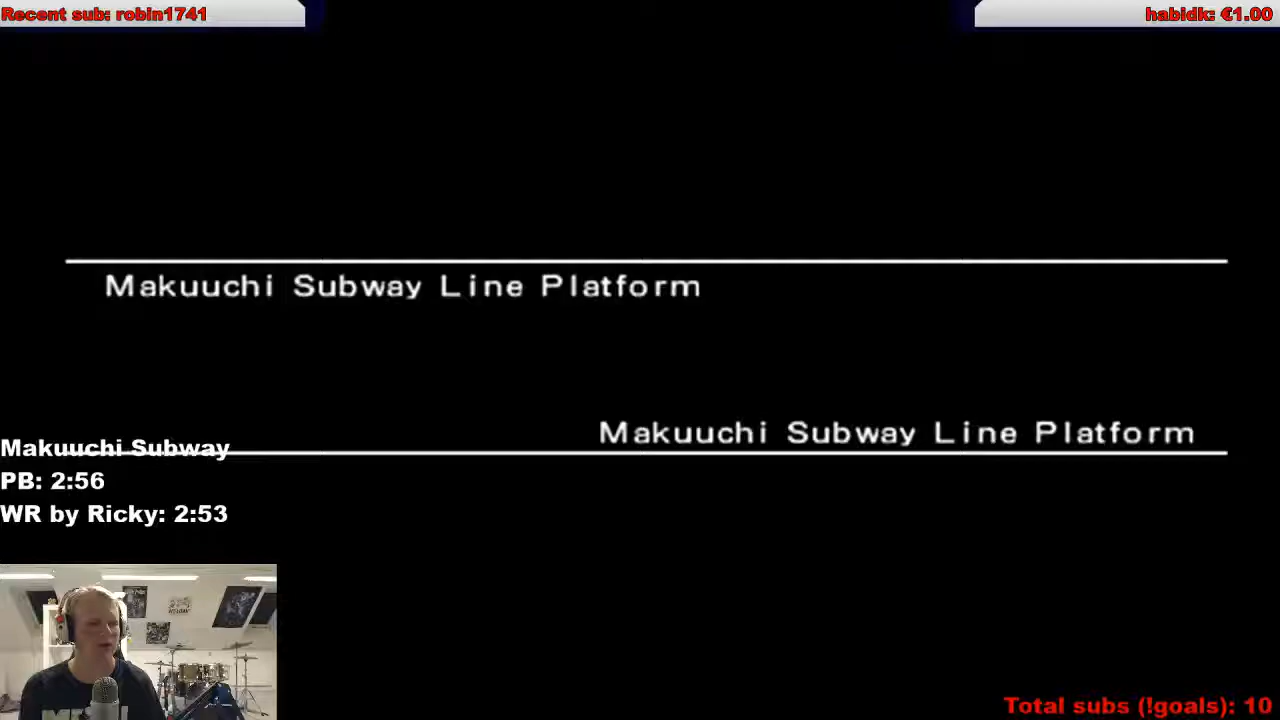 Recent sub: robin1741
habidk: €1.00
Makuuchi Subway Line Platform
Makuuchi Subway Line Platform
Makuuchi Subway
PB: 2:56
WR by Ricky: 2:53
Total subs (!goals): 10